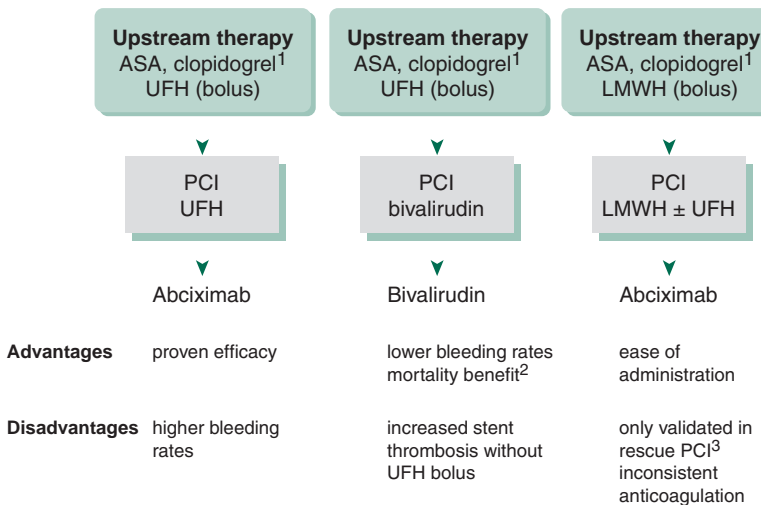 Upstream therapy
ASA, clopidogrel1
UFH (bolus)
Upstream therapy
ASA, clopidogrel1
UFH (bolus)
Upstream therapy
ASA, clopidogrel1
LMWH (bolus)
PCI
UFH
PCI
bivalirudin
PCI
LMWH ± UFH
Abciximab
Bivalirudin
Abciximab
Advantages
proven efficacy
lower bleeding rates
mortality benefit2
ease of
administration
Disadvantages
higher bleeding
rates
increased stent
thrombosis without
UFH bolus
only validated in
rescue PCI3
inconsistent
anticoagulation